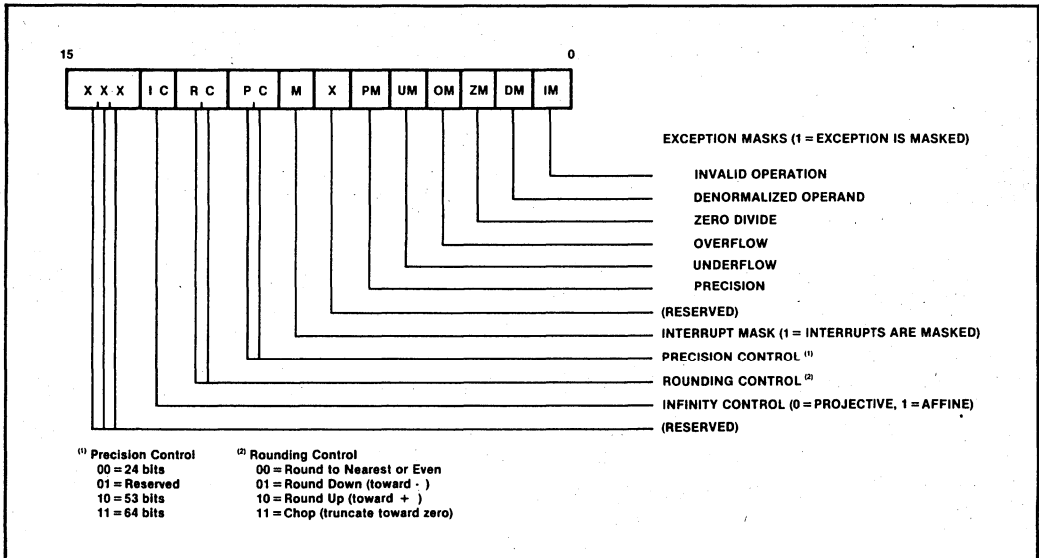 15 0
X X X I C R C P C M X PM UM OM ZM DM IM
EXCEPTION MASKS (1 = EXCEPTION IS MASKED)
INVALID OPERATION
DENORMALIZED OPERAND
ZERO DIVIDE
OVERFLOW
UNDERFLOW
PRECISION
(RESERVED)
INTERRUPT MASK (1 = INTERRUPTS ARE MASKED)
PRECISION CONTROL (1)
ROUNDING CONTROL (2)
INFINITY CONTROL (0 = PROJECTIVE, 1 = AFFINE)
(RESERVED)
(1) Precision Control
00 = 24 bits
01 = Reserved
10 = 53 bits
11 = 64 bits
(2) Rounding Control
00 = Round to Nearest or Even
01 = Round Down (toward - )
10 = Round Up (toward + )
11 = Chop (truncate toward zero)